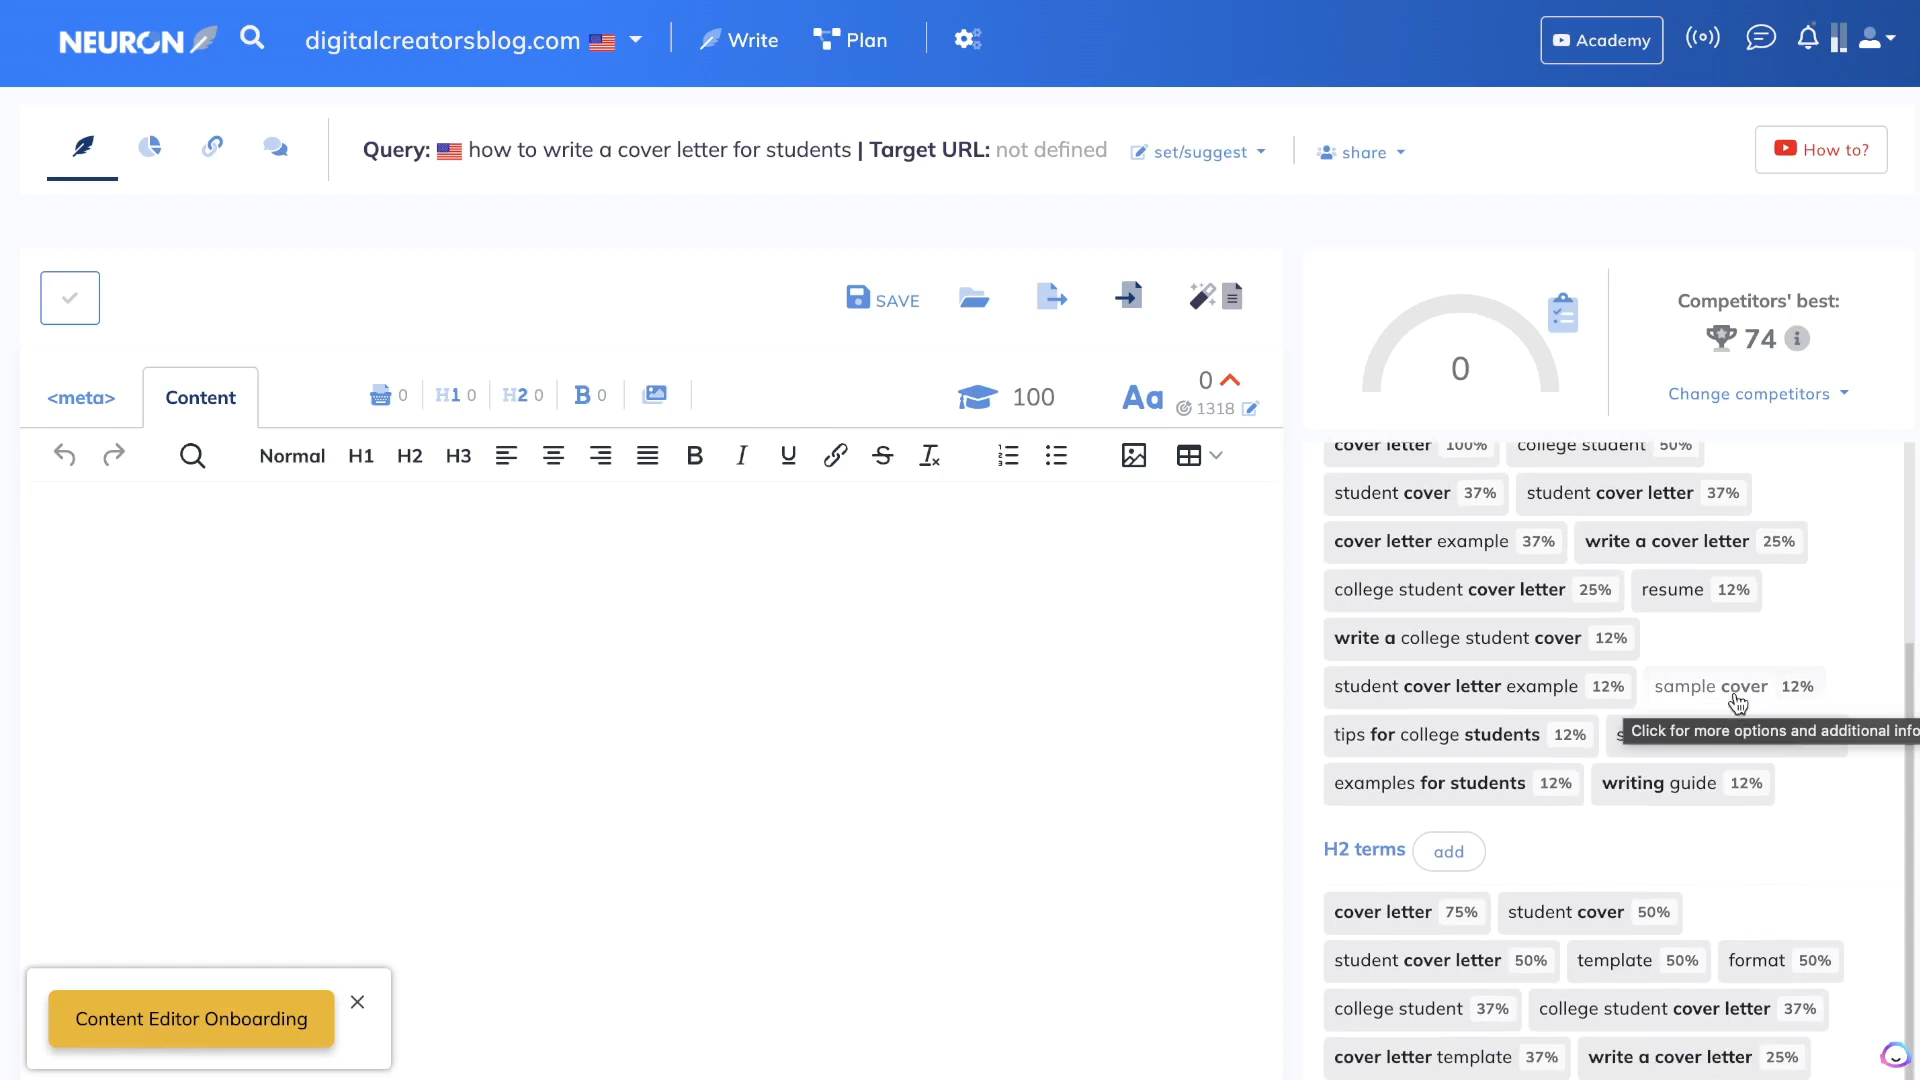 NEURON digitalcreatorsblog.com Write Plan Academy
Query: how to write a cover letter for students | Target URL: not defined set/suggest share How to?
SAVE
Competitors' best:
0 74
Change competitors
<meta> Content 0 H1 0 H2 0 B 0 100 Aa 0
1318
Normal H1 H2 H3 B I U S
cover letter 100% college student 50%
student cover 37% student cover letter 37%
cover letter example 37% write a cover letter 25%
college student cover letter 25% resume 12%
write a college student cover 12%
student cover letter example 12% sample cover 12%
tips for college students 12%
Click for more options and additional info
examples for students 12% writing guide 12%
H2 terms add
cover letter 75% student cover 50%
student cover letter 50% template 50% format 50%
college student 37% college student cover letter 37%
cover letter template 37% write a cover letter 25%
Content Editor Onboarding